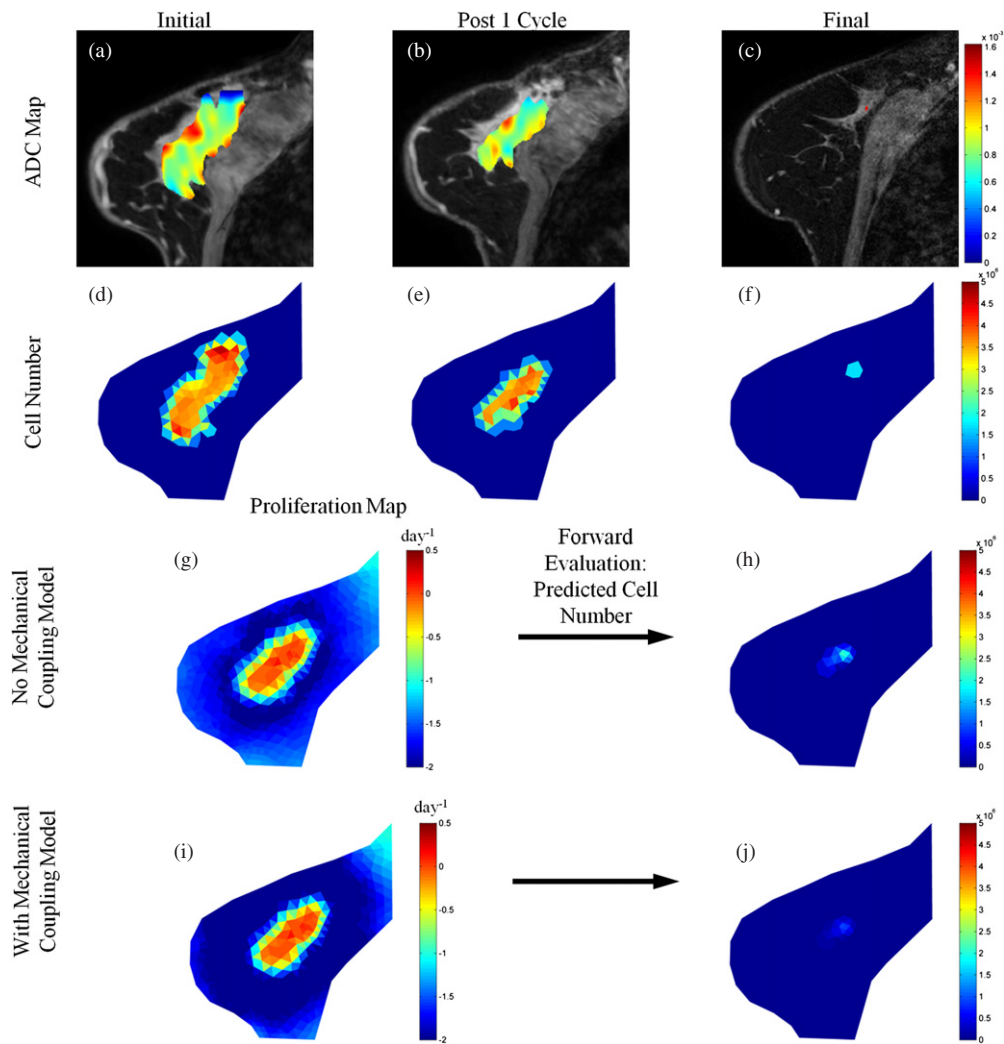 Initial
Post 1 Cycle
Final
ADC Map
(a)
(b)
(c)
x 10⁻³
1.6
1.4
1.2
1
0.8
0.6
0.4
0.2
0
Cell Number
(d)
(e)
(f)
x 10⁶
5
4.5
4
3.5
3
2.5
2
1.5
1
0.5
0
Proliferation Map
No Mechanical
Coupling Model
(g)
day⁻¹
0.5
0
-0.5
-1
-1.5
-2
Forward
Evaluation:
Predicted Cell
Number
(h)
x 10⁶
5
4.5
4
3.5
3
2.5
2
1.5
1
0.5
0
With Mechanical
Coupling Model
(i)
day⁻¹
0.5
0
-0.5
-1
-1.5
-2
(j)
x 10⁶
5
4.5
4
3.5
3
2.5
2
1.5
1
0.5
0